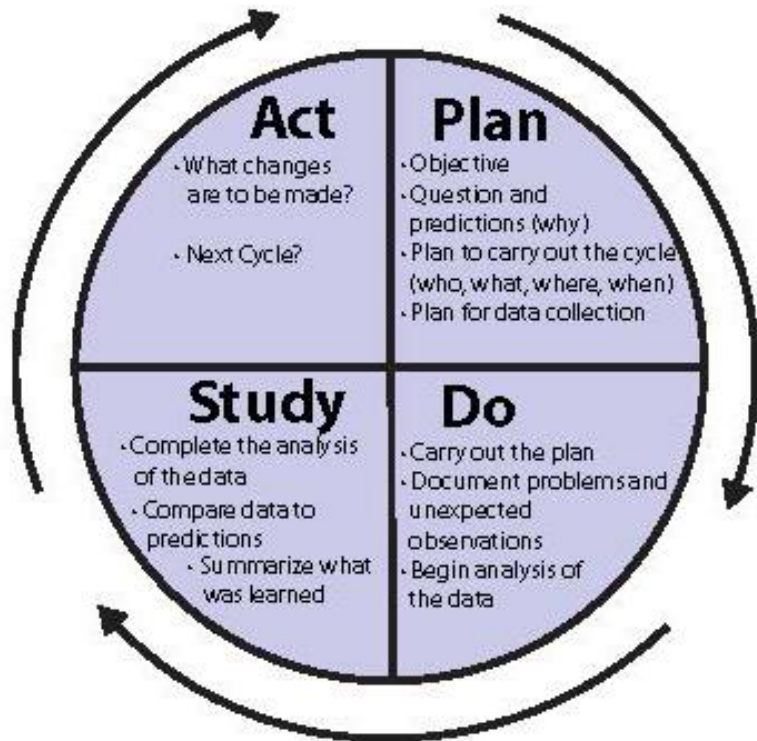 Act
· What changes
are to be made?
· Next Cycle?
Plan
· Objective
· Question and
predictions (why)
· Plan to carry out the cycle
(who, what, where, when)
· Plan for data collection
Study
· Complete the analysis
of the data
· Compare data to
predictions
· Summarize what
was learned
Do
· Carry out the plan
· Document problems and
unexpected
observations
· Begin analysis of
the data